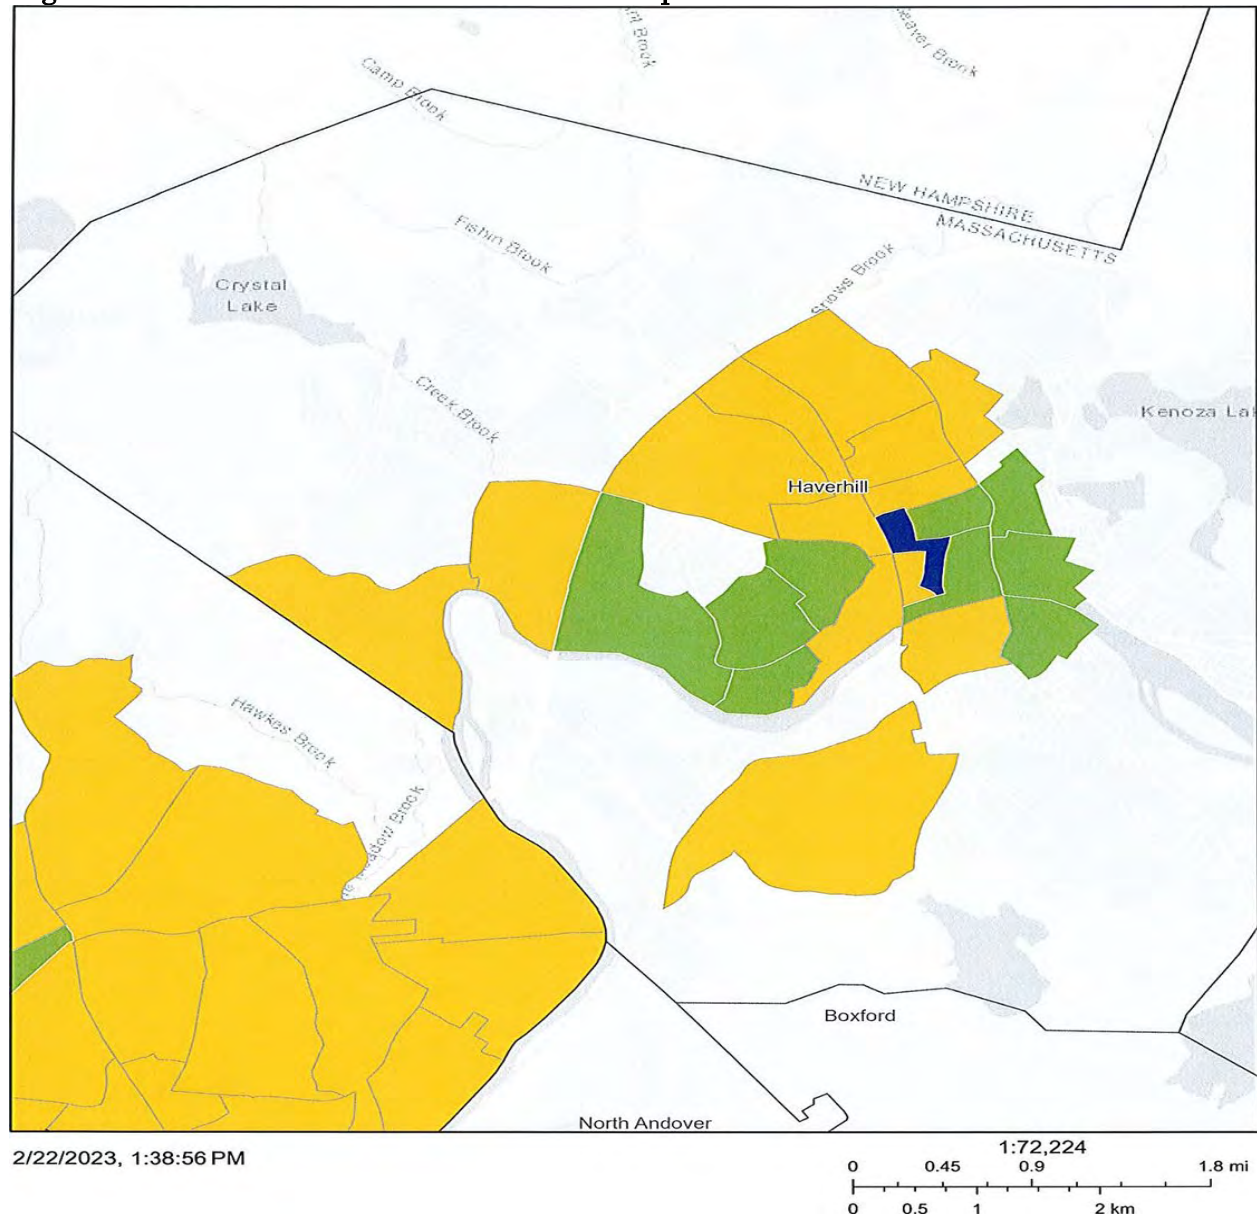 Camp Brook
Beaver Brook
NEW HAMPSHIRE
MASSACHUSETTS
Fishin Brook
Snows Brook
Crystal
Lake
Creek Brook
Kenoza
Haverhill
Hawkes Brook
Brook
Boxford
North Andover
2/22/2023, 1:38:56 PM
1:72,224
0 0.45 0.9 1.8 mi
0 0.5 1 2 km